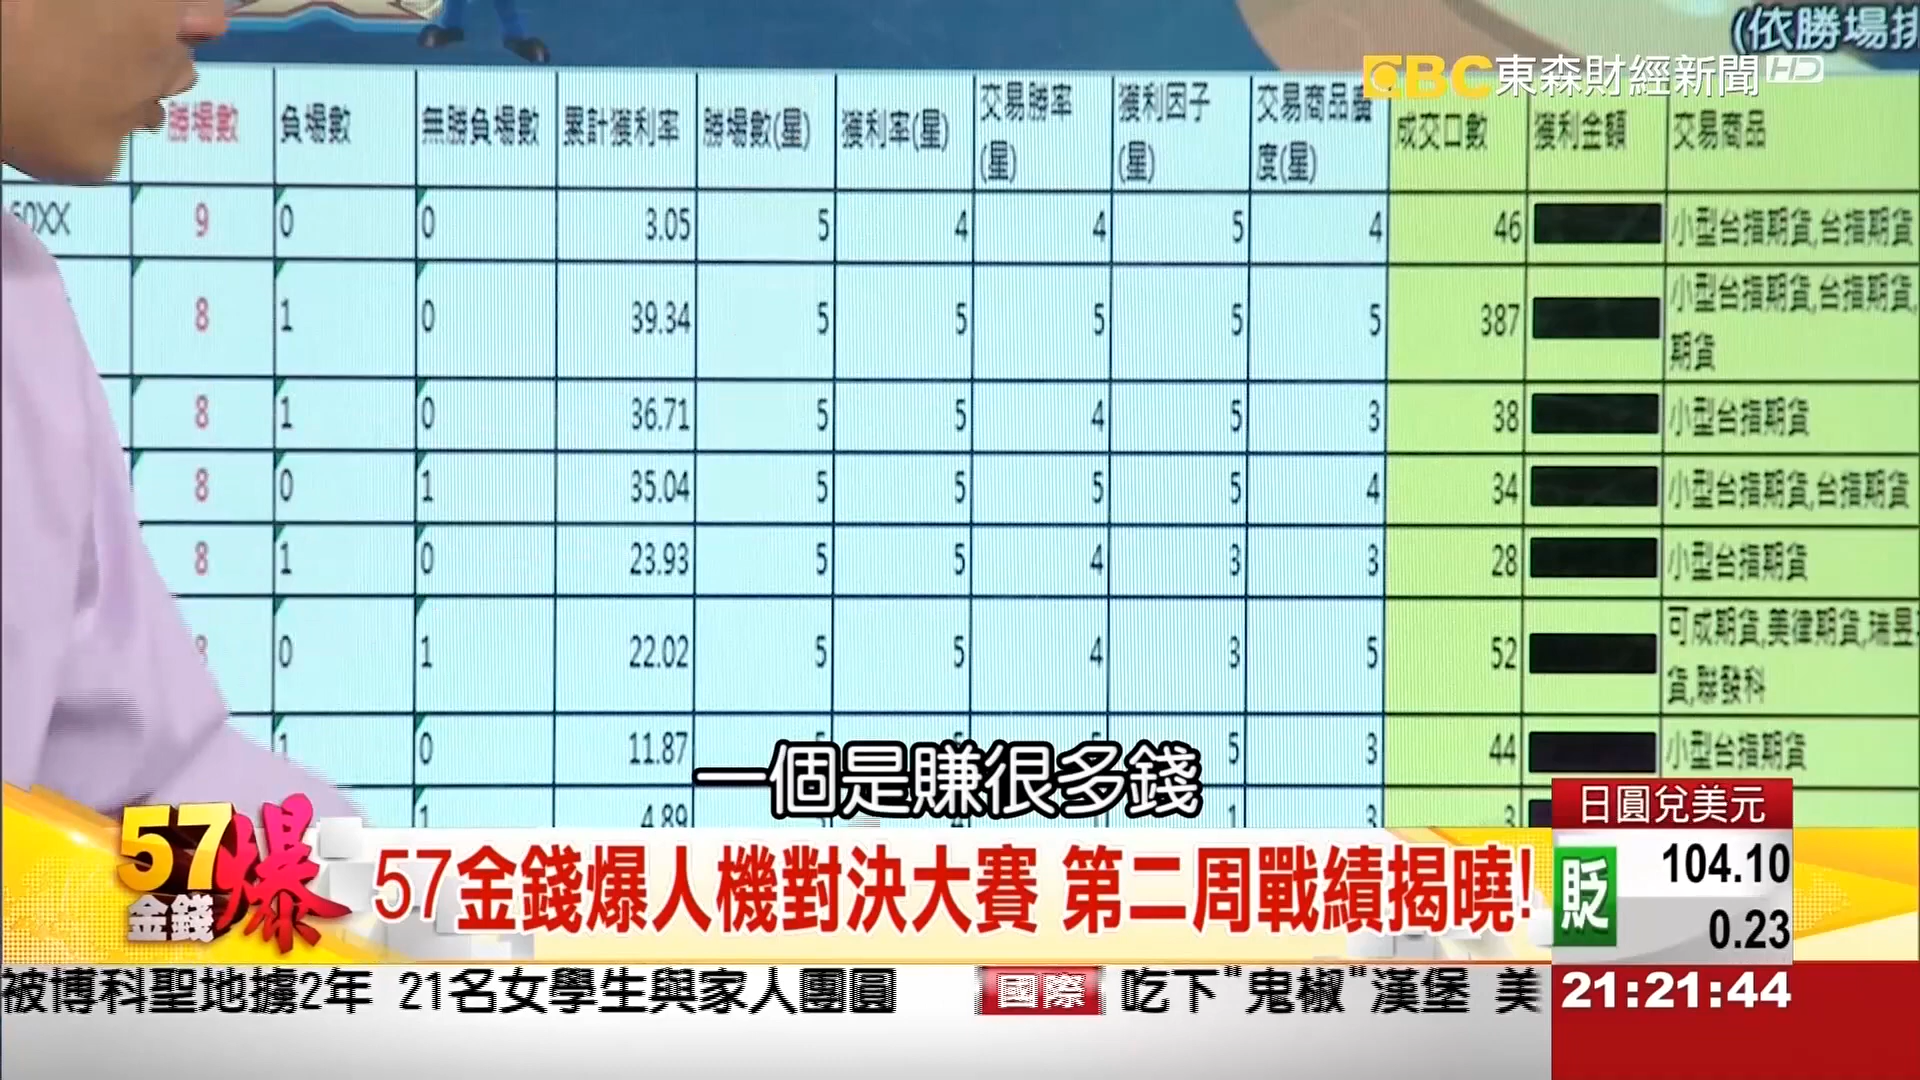 (依勝場排
EBC東森財經新聞HD
勝場數 負場數 無勝負場數 累計獲利率 勝場數(星) 獲利率(星) 交易勝率(星) 獲利因子(星) 交易商品豐度(星) 成交口數 獲利金額 交易商品
60XX 9 0 0 3.05 5 4 4 5 4 46 小型台指期貨,台指期貨
8 1 0 39.34 5 5 5 5 5 387 小型台指期貨,台指期貨,
期貨
8 1 0 36.71 5 5 4 5 3 38 小型台指期貨
8 0 1 35.04 5 5 5 5 4 34 小型台指期貨,台指期貨
8 1 0 23.93 5 5 4 3 3 28 小型台指期貨
8 0 1 22.02 5 5 4 3 5 52 可成期貨,美律期貨,瑞昱
貨,聯發科
1 0 11.87 5 3 44 小型台指期貨
1 4.89 1 3 3
一個是賺很多錢
57金錢爆
57金錢爆人機對決大賽 第二周戰績揭曉!
日圓兌美元
貶 104.10
0.23
被博科聖地擄2年 21名女學生與家人團圓 國際 吃下"鬼椒"漢堡 美
21:21:44